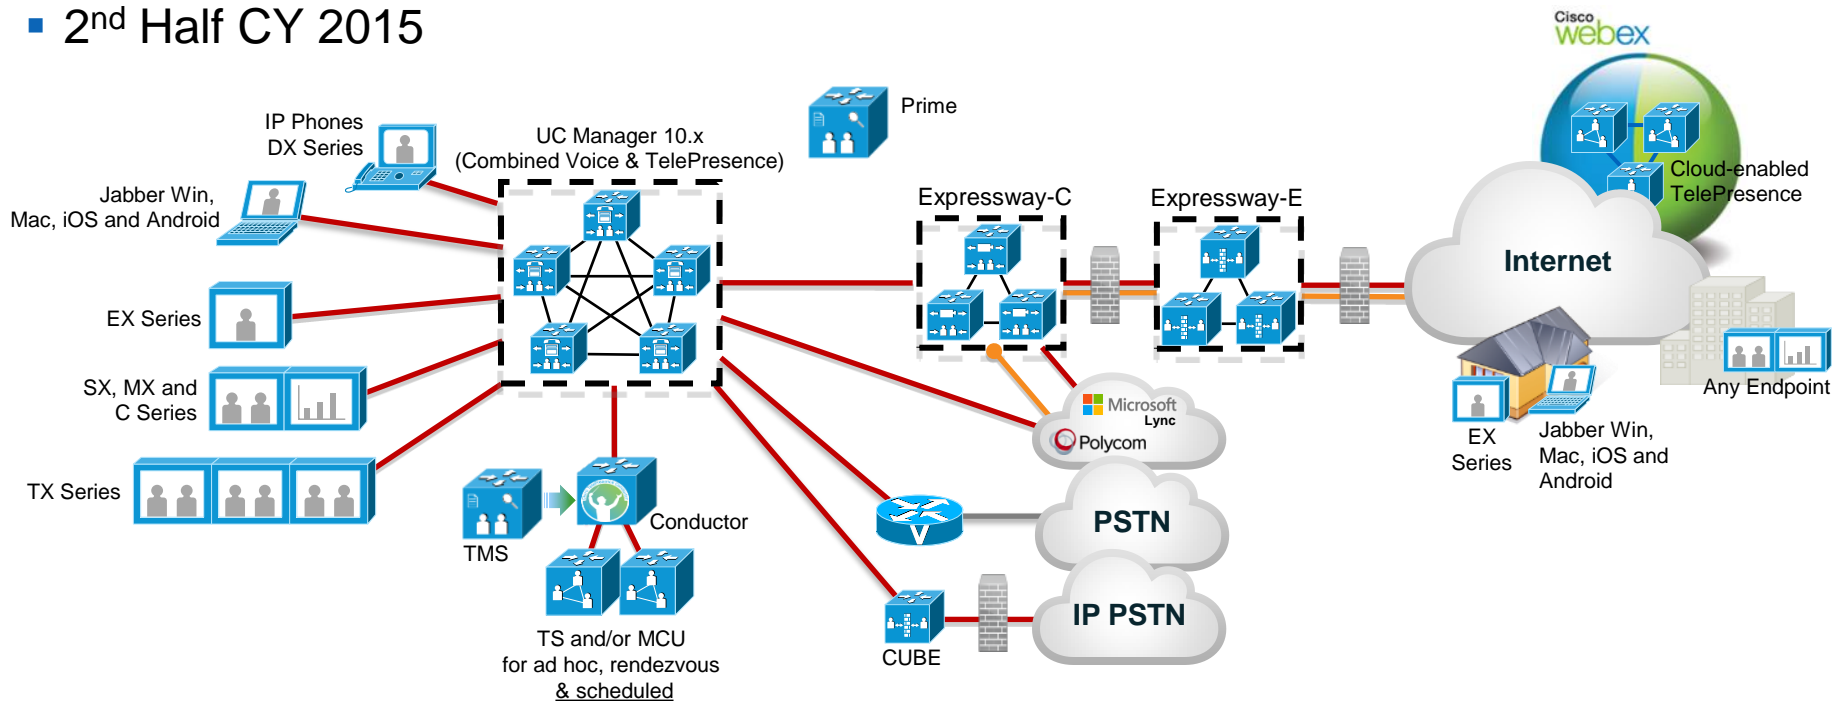 2nd Half CY 2015
Cisco
webex
Prime
IP Phones
DX Series
UC Manager 10.x
(Combined Voice & TelePresence)
Jabber Win,
Mac, iOS and Android
Expressway-C
Expressway-E
Cloud-enabled
TelePresence
Internet
EX Series
SX, MX and
C Series
Microsoft
Lync
Polycom
Any Endpoint
EX
Series
Jabber Win,
Mac, iOS and
Android
TX Series
TMS
Conductor
V
PSTN
IP PSTN
CUBE
TS and/or MCU
for ad hoc, rendezvous
& scheduled